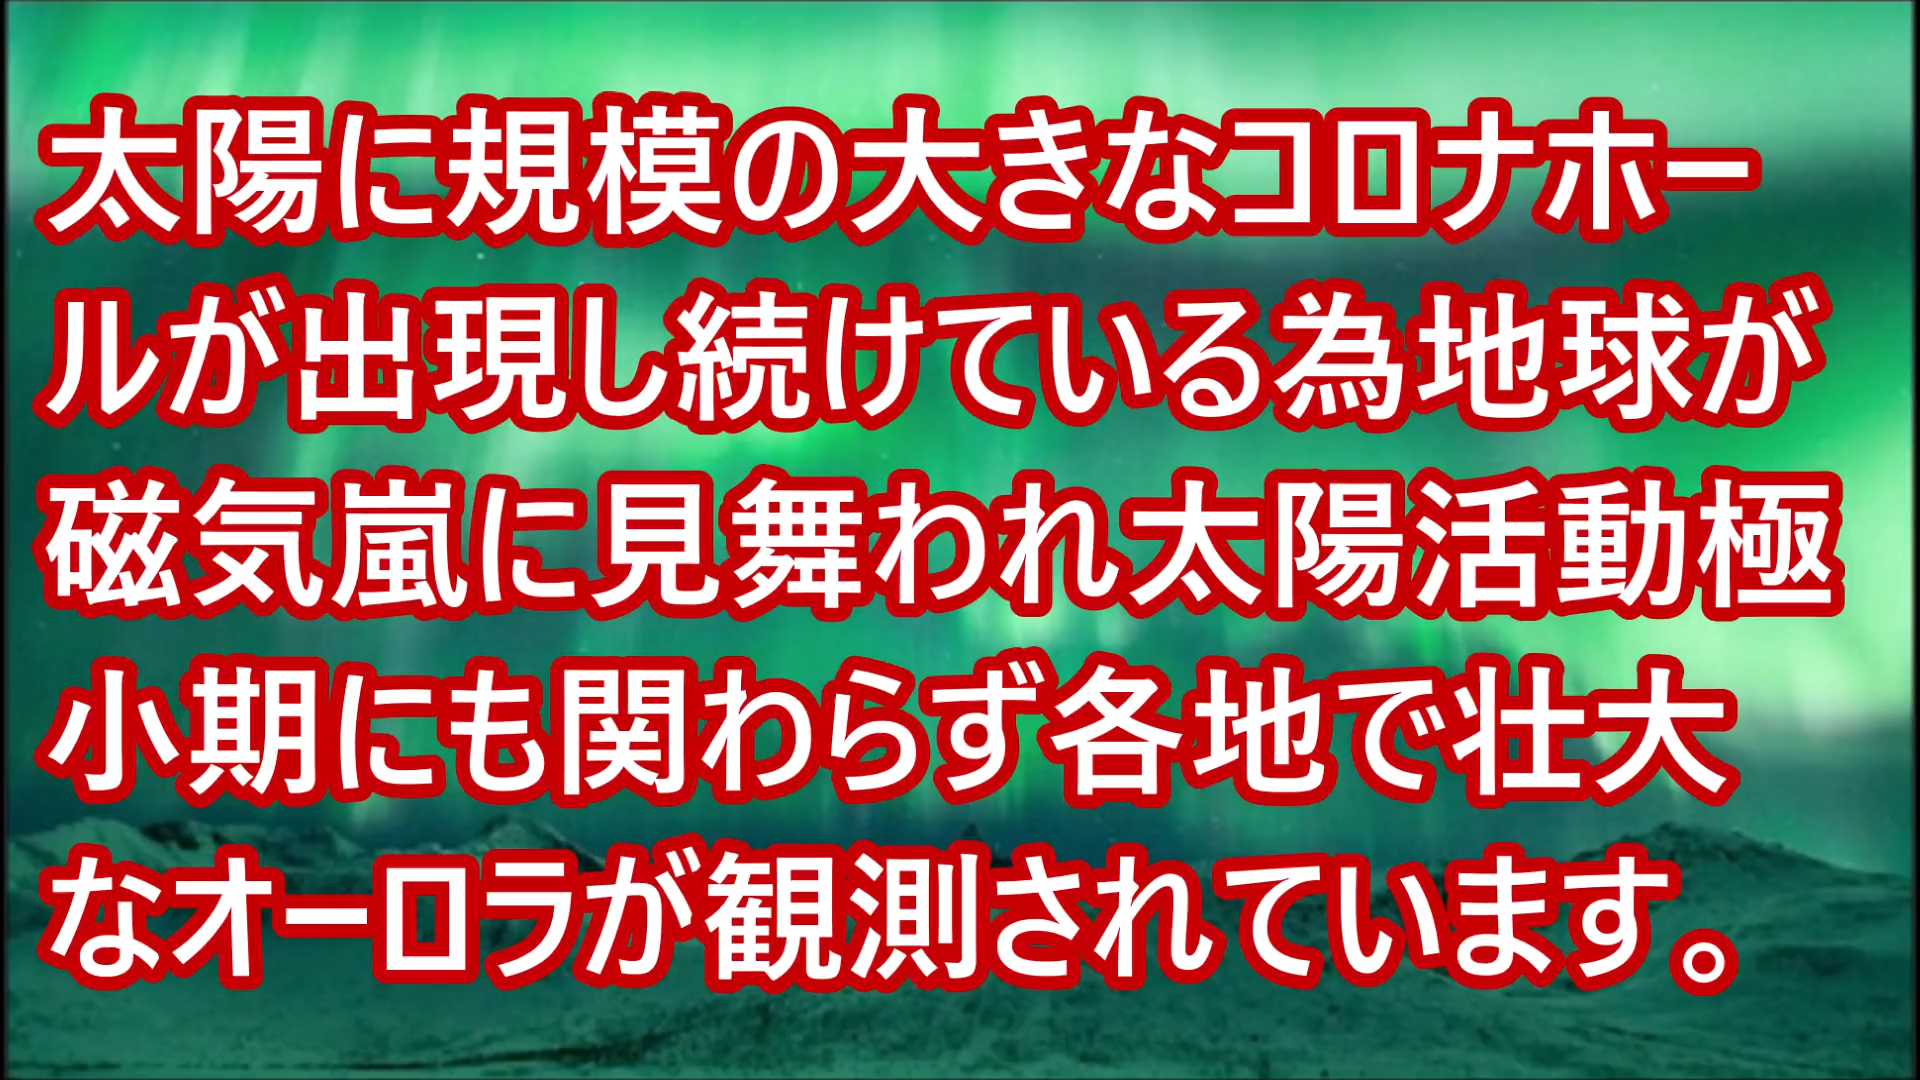 太陽に規模の大きなコロナホー
ルが出現し続けている為地球が
磁気嵐に見舞われ太陽活動極
小期にも関わらず各地で壮大
なオーロラが観測されています。